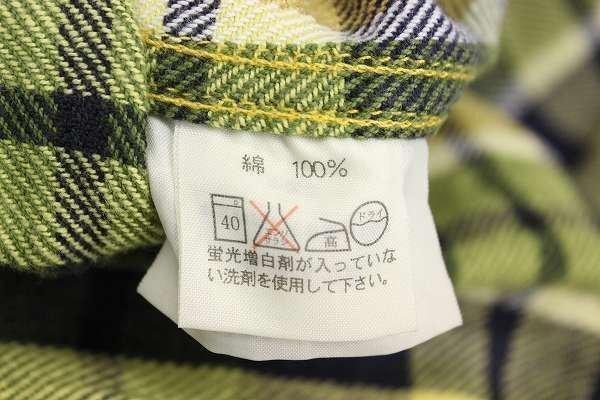 綿 100%
40 高 ドライ
蛍光増白剤が入っていな
い洗剤を使用して下さい。